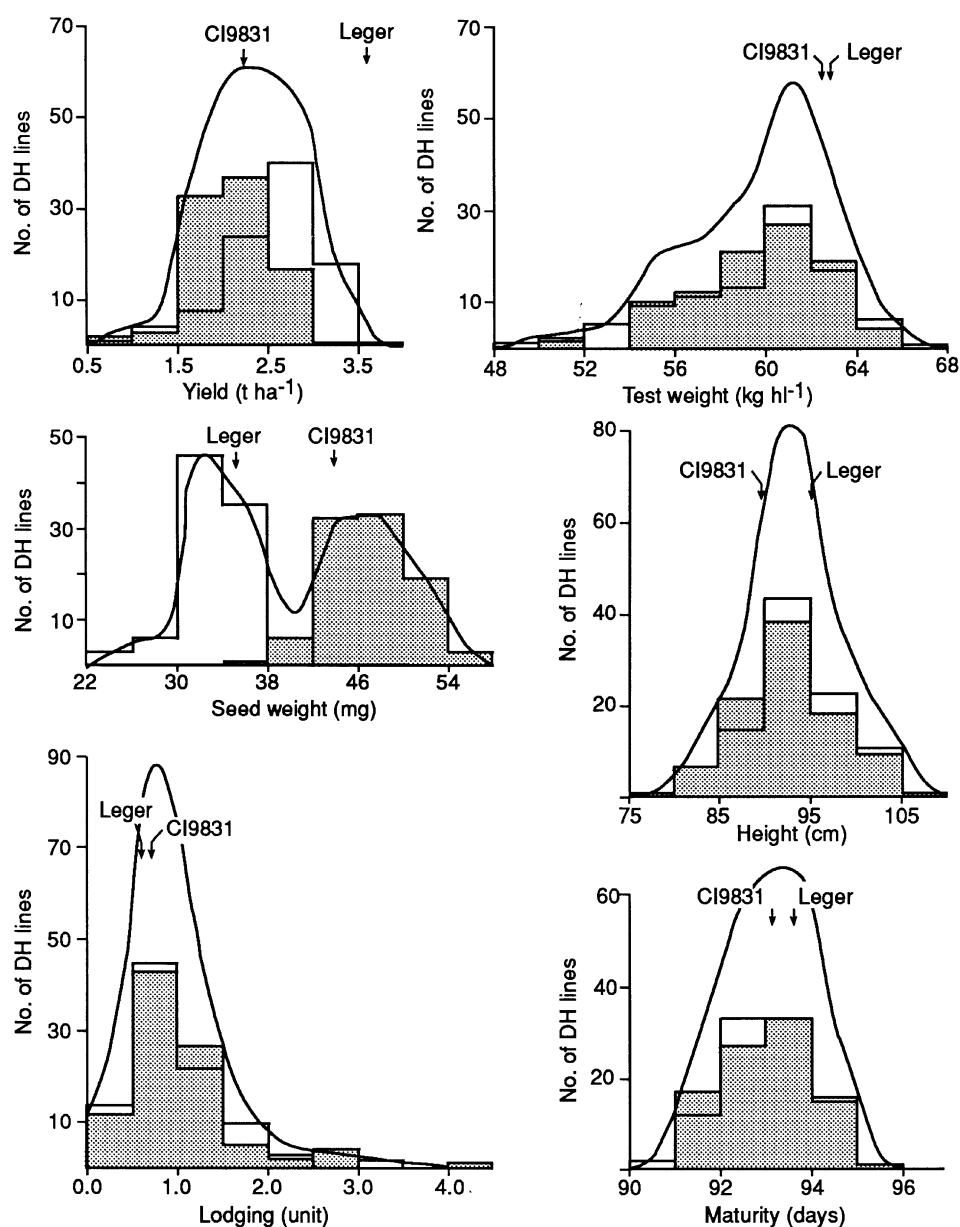 70
50
30
10
No. of DH lines
CI9831
Leger
0.5
1.5
2.5
3.5
Yield (t ha-1)
70
50
30
10
No. of DH lines
CI9831
Leger
48
52
56
60
64
68
Test weight (kg hl-1)
50
30
10
No. of DH lines
Leger
CI9831
22
30
38
46
54
Seed weight (mg)
80
60
40
20
No. of DH lines
CI9831
Leger
75
85
95
105
Height (cm)
90
70
50
30
10
No. of DH lines
Leger
CI9831
0.0
1.0
2.0
3.0
4.0
Lodging (unit)
60
40
20
No. of DH lines
CI9831
Leger
90
92
94
96
Maturity (days)